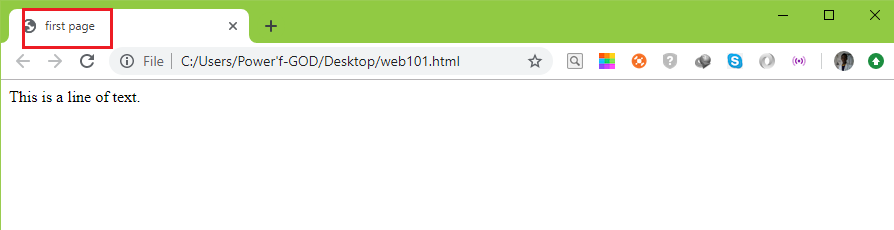 first page
File C:/Users/Power'f-GOD/Desktop/web101.html
This is a line of text.